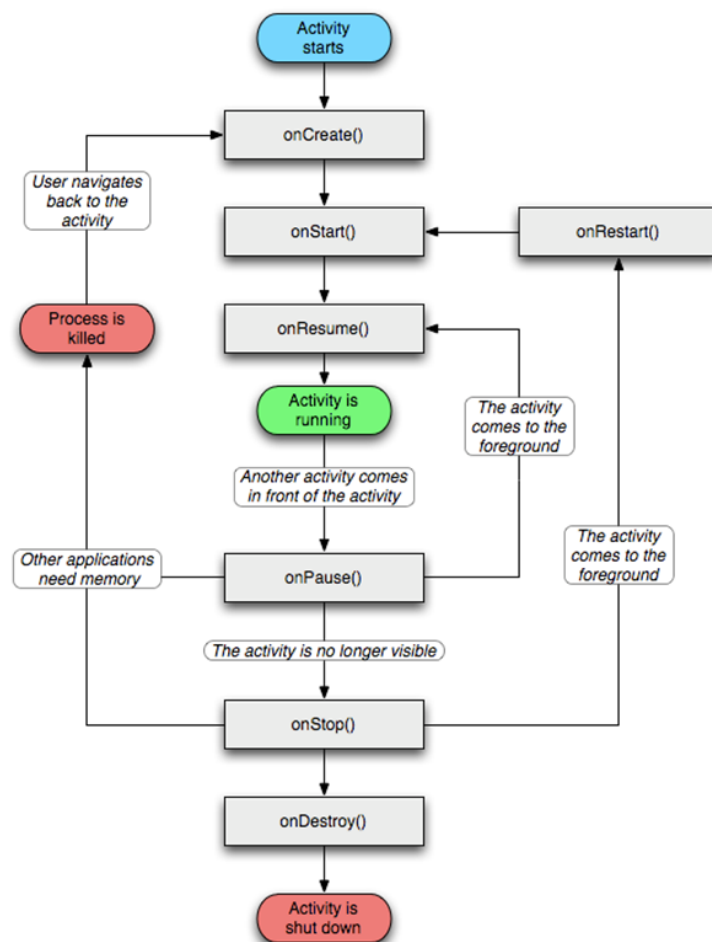 Activity
starts
onCreate()
User navigates
back to the
activity
onStart()
onRestart()
Process is
killed
onResume()
Activity is
running
The activity
comes to the
foreground
Another activity comes
in front of the activity
The activity
comes to the
foreground
Other applications
need memory
onPause()
The activity is no longer visible
onStop()
onDestroy()
Activity is
shut down